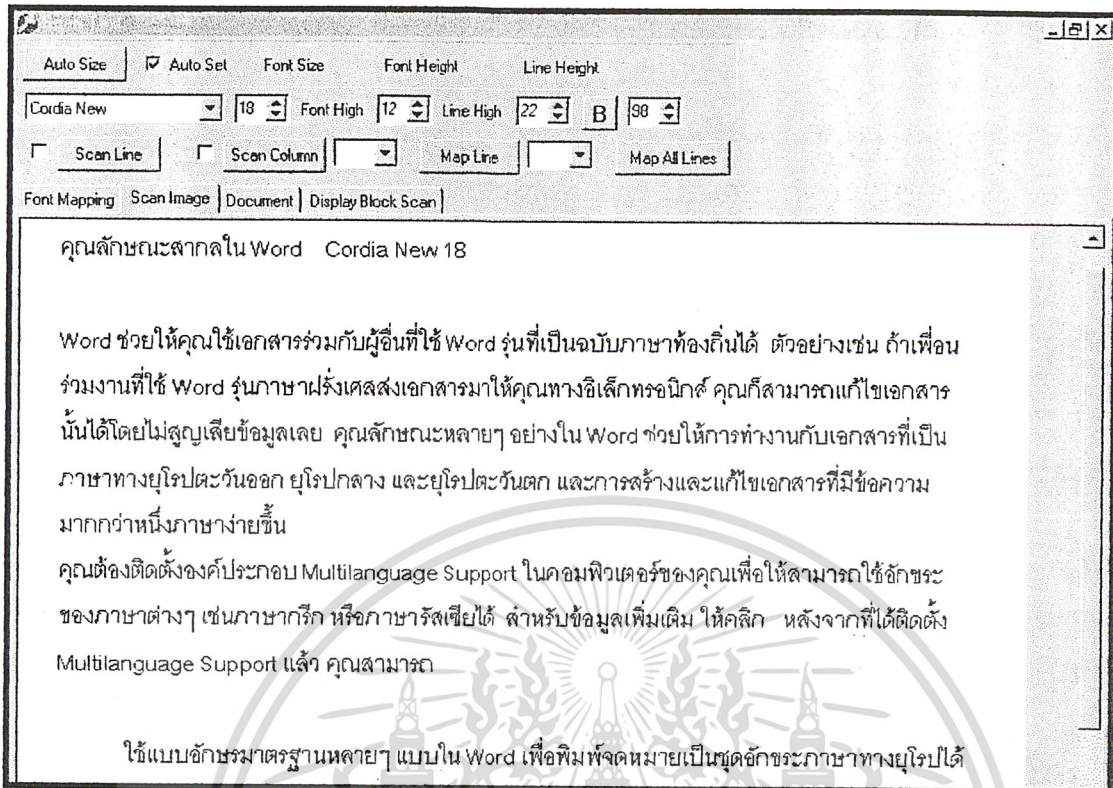 Auto Size Auto Set Font Size Font Height Line Height
Cordia New 18 Font High 12 Line High 22 B 98
Scan Line Scan Column Map Line Map All Lines
Font Mapping Scan Image Document Display Block Scan
คุณลักษณะสากลใน Word Cordia New 18
Word ช่วยให้คุณใช้เอกสารร่วมกับผู้อื่นที่ใช้ Word รุ่นที่เป็นฉบับภาษาท้องถิ่นได้ ตัวอย่างเช่น ถ้าเพื่อน
ร่วมงานที่ใช้ Word รุ่นภาษาฝรั่งเศสส่งเอกสารมาให้คุณทางอิเล็กทรอนิกส์ คุณก็สามารถแก้ไขเอกสาร
นั้นได้โดยไม่สูญเสียข้อมูลเลย คุณลักษณะหลายๆ อย่างใน Word ช่วยให้การทำงานกับเอกสารที่เป็น
ภาษาทางยุโรปตะวันออก ยุโรปกลาง และยุโรปตะวันตก และการสร้างและแก้ไขเอกสารที่มีข้อความ
มากกว่าหนึ่งภาษาง่ายขึ้น
คุณต้องติดตั้งองค์ประกอบ Multilanguage Support ในคอมพิวเตอร์ของคุณเพื่อให้สามารถใช้อักขระ
ของภาษาต่างๆ เช่นภาษากรีก หรือภาษารัสเซียได้ สำหรับข้อมูลเพิ่มเติม ให้คลิก หลังจากที่ได้ติดตั้ง
Multilanguage Support แล้ว คุณสามารถ
ใช้แบบอักษรมาตรฐานหลายๆ แบบใน Word เพื่อพิมพ์จดหมายเป็นชุดอักขระภาษาทางยุโรปได้